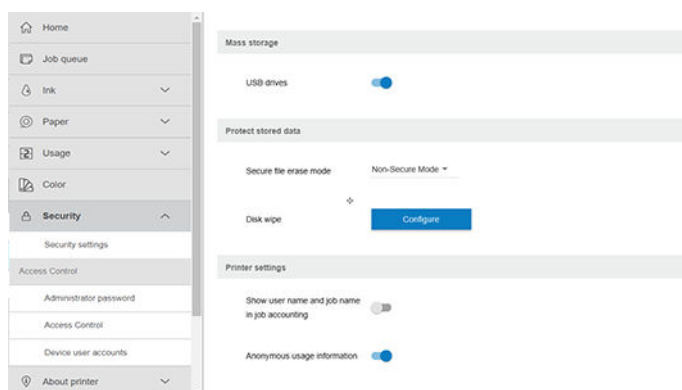 Home
Job queue
Ink
Paper
Usage
Color
Security
Security settings
Access Control
Administrator password
Access Control
Device user accounts
About printer
Mass storage
USB drives
Protect stored data
Secure file erase mode
Non-Secure Mode
Disk wipe
Configure
Printer settings
Show user name and job name
in job accounting
Anonymous usage information